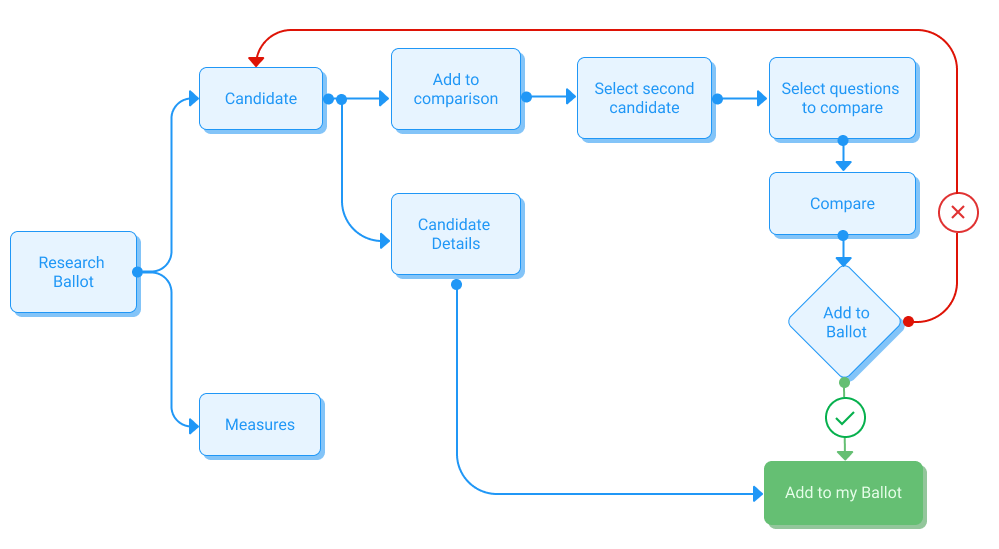 Candidate
Add to
comparison
Select second
candidate
Select questions
to compare
Candidate
Details
Compare
Research
Ballot
Add to
Ballot
Measures
Add to my Ballot